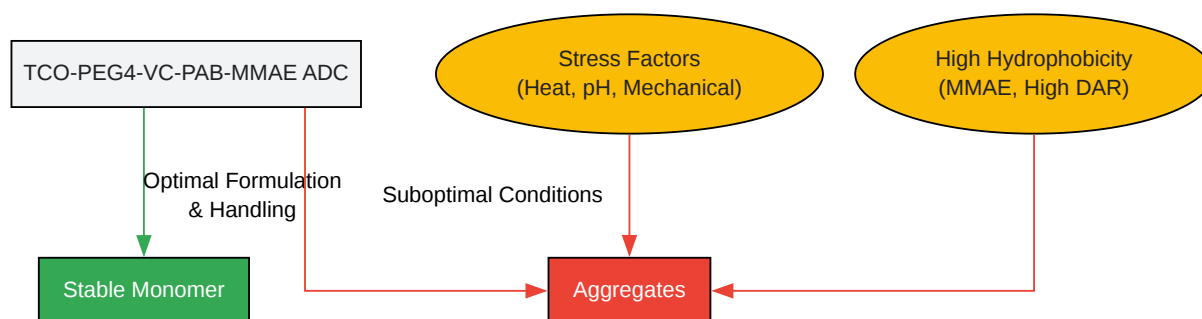 TCO-PEG4-VC-PAB-MMAE ADC
Stress Factors
(Heat, pH, Mechanical)
High Hydrophobicity
(MMAE, High DAR)
Optimal Formulation
& Handling
Suboptimal Conditions
Stable Monomer
Aggregates